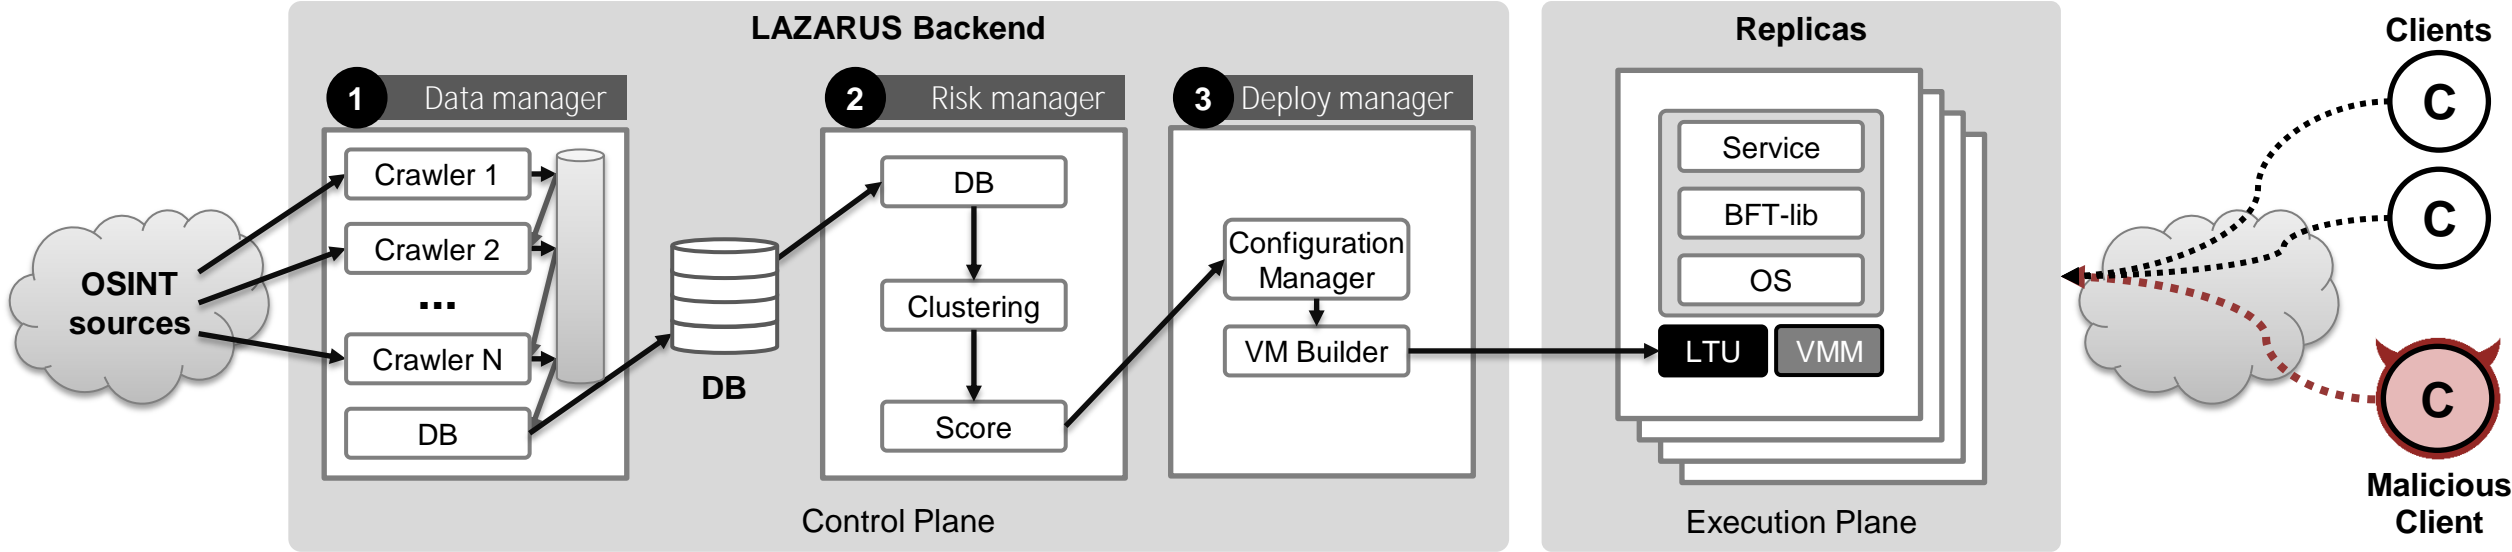 LAZARUS Backend
Replicas
Clients
1
Data manager
2
Risk manager
3
Deploy manager
OSINT
sources
Crawler 1
Crawler 2
...
Crawler N
DB
DB
DB
Clustering
Score
Configuration
Manager
VM Builder
Service
BFT-lib
OS
LTU
VMM
C
C
C
Malicious
Client
Control Plane
Execution Plane